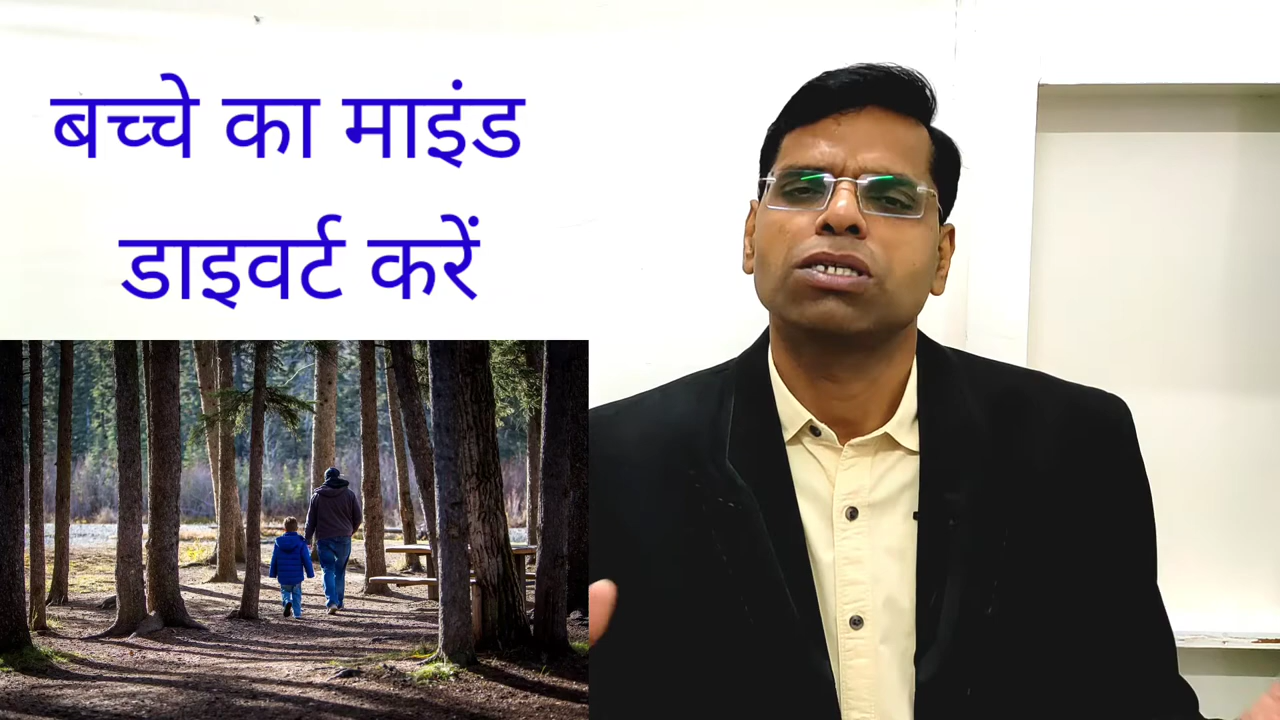 बच्चे का माइंड
डाइवर्ट करें